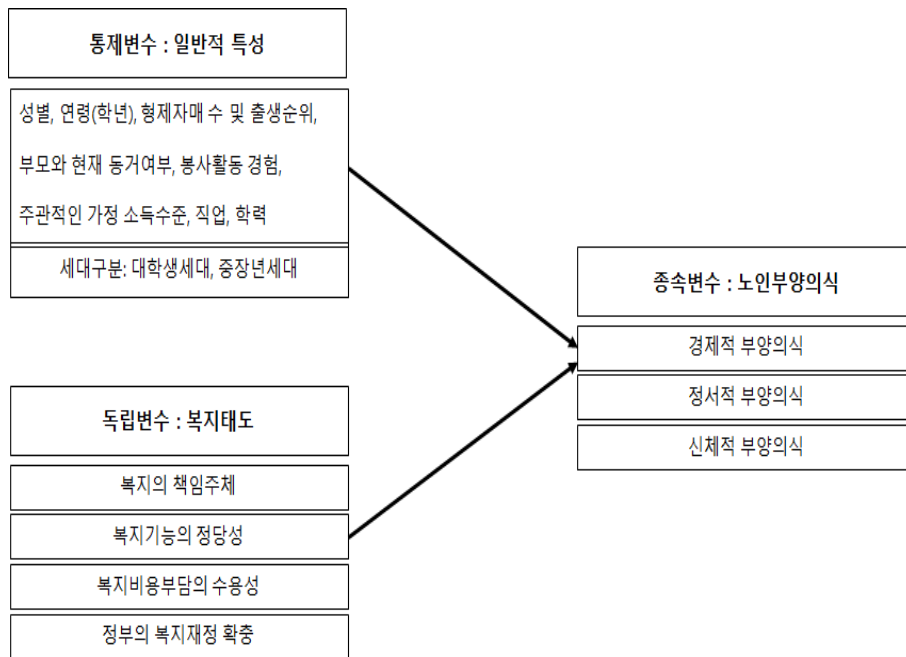 통제변수 : 일반적 특성
성별, 연령(학년), 형제자매 수 및 출생순위,
부모와 현재 동거여부, 봉사활동 경험,
주관적인 가정 소득수준, 직업, 학력
세대구분: 대학생세대, 중장년세대
종속변수 : 노인부양의식
경제적 부양의식
정서적 부양의식
신체적 부양의식
독립변수 : 복지태도
복지의 책임주체
복지기능의 정당성
복지비용부담의 수용성
정부의 복지재정 확충